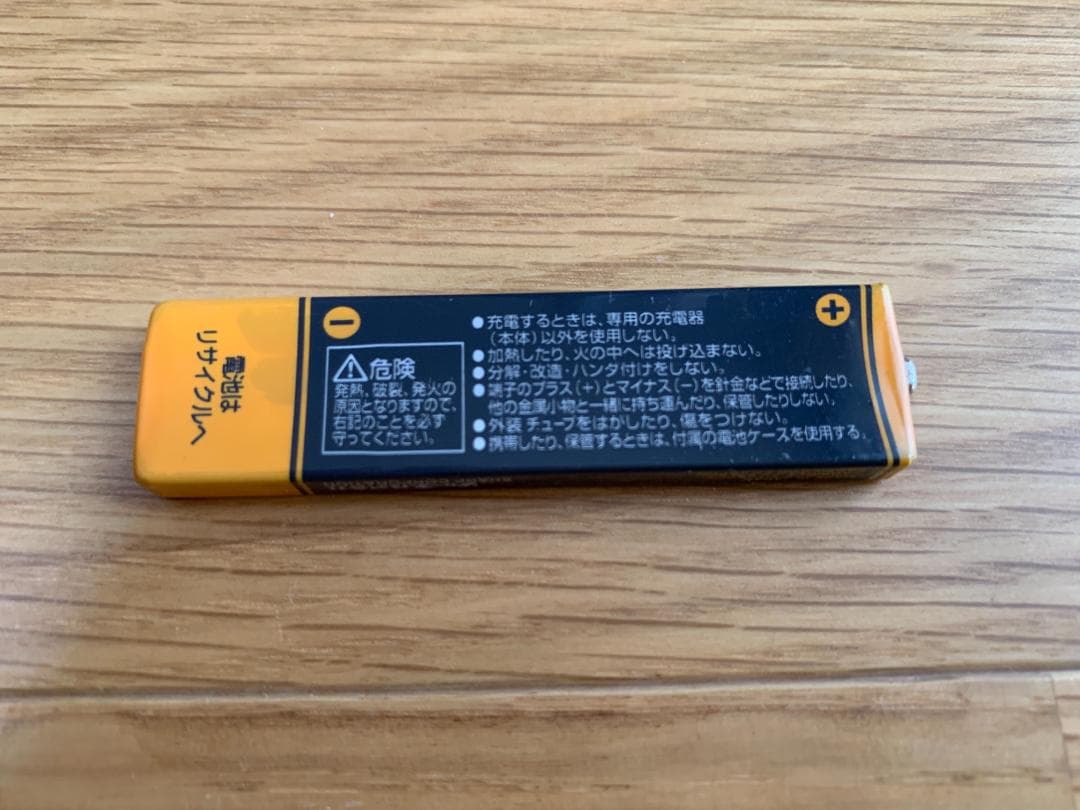 電池は
リサイクルへ
危険
発熱、破裂、発火の
原因となりますので、
右記のことを必ず
守ってください。
●充電するときは、専用の充電器
(本体)以外を使用しない。
●加熱したり、火の中へは投げ込まない。
●分解・改造・ハンダ付けをしない。
●端子のプラス(+)とマイナス(−)を針金などで接続したり、
他の金属小物と一緒に持ち運んだり、保管したりしない。
●外装チューブをはがしたり、傷をつけない。
●携帯したり、保管するときは、付属の電池ケースを使用する。